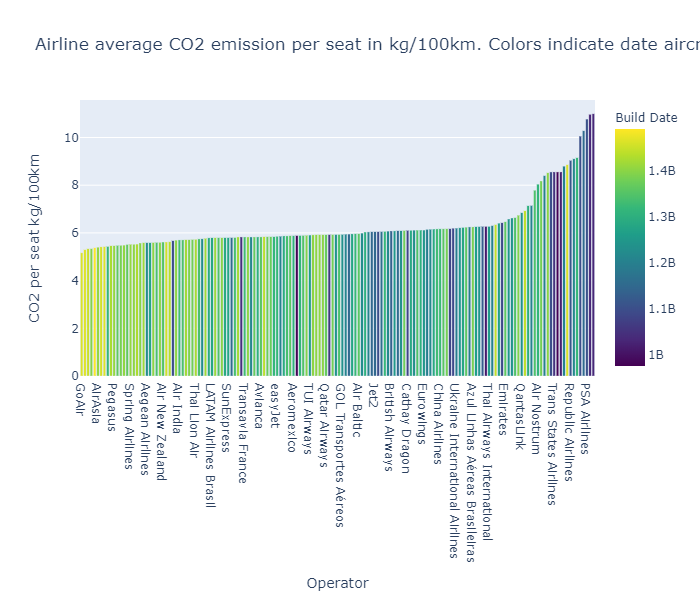 Airline average CO2 emission per seat in kg/100km. Colors indicate date aircr
Build Date
CO2 per seat kg/100km
10
8
6
4
2
0
1.4B
1.3B
1.2B
1.1B
1B
GoAir
AirAsia
Pegasus
Spring Airlines
Aegean Airlines
Air New Zealand
Air India
Thai Lion Air
LATAM Airlines Brasil
SunExpress
Transavia France
Avianca
easyJet
Aeromexico
TUI Airways
Qatar Airways
GOL Transportes Aéreos
Air Baltic
Jet2
British Airways
Cathay Dragon
Eurowings
China Airlines
Ukraine International Airlines
Azul Linhas Aéreas Brasileiras
Thai Airways International
Emirates
QantasLink
Air Nostrum
Trans States Airlines
Republic Airlines
PSA Airlines
Operator